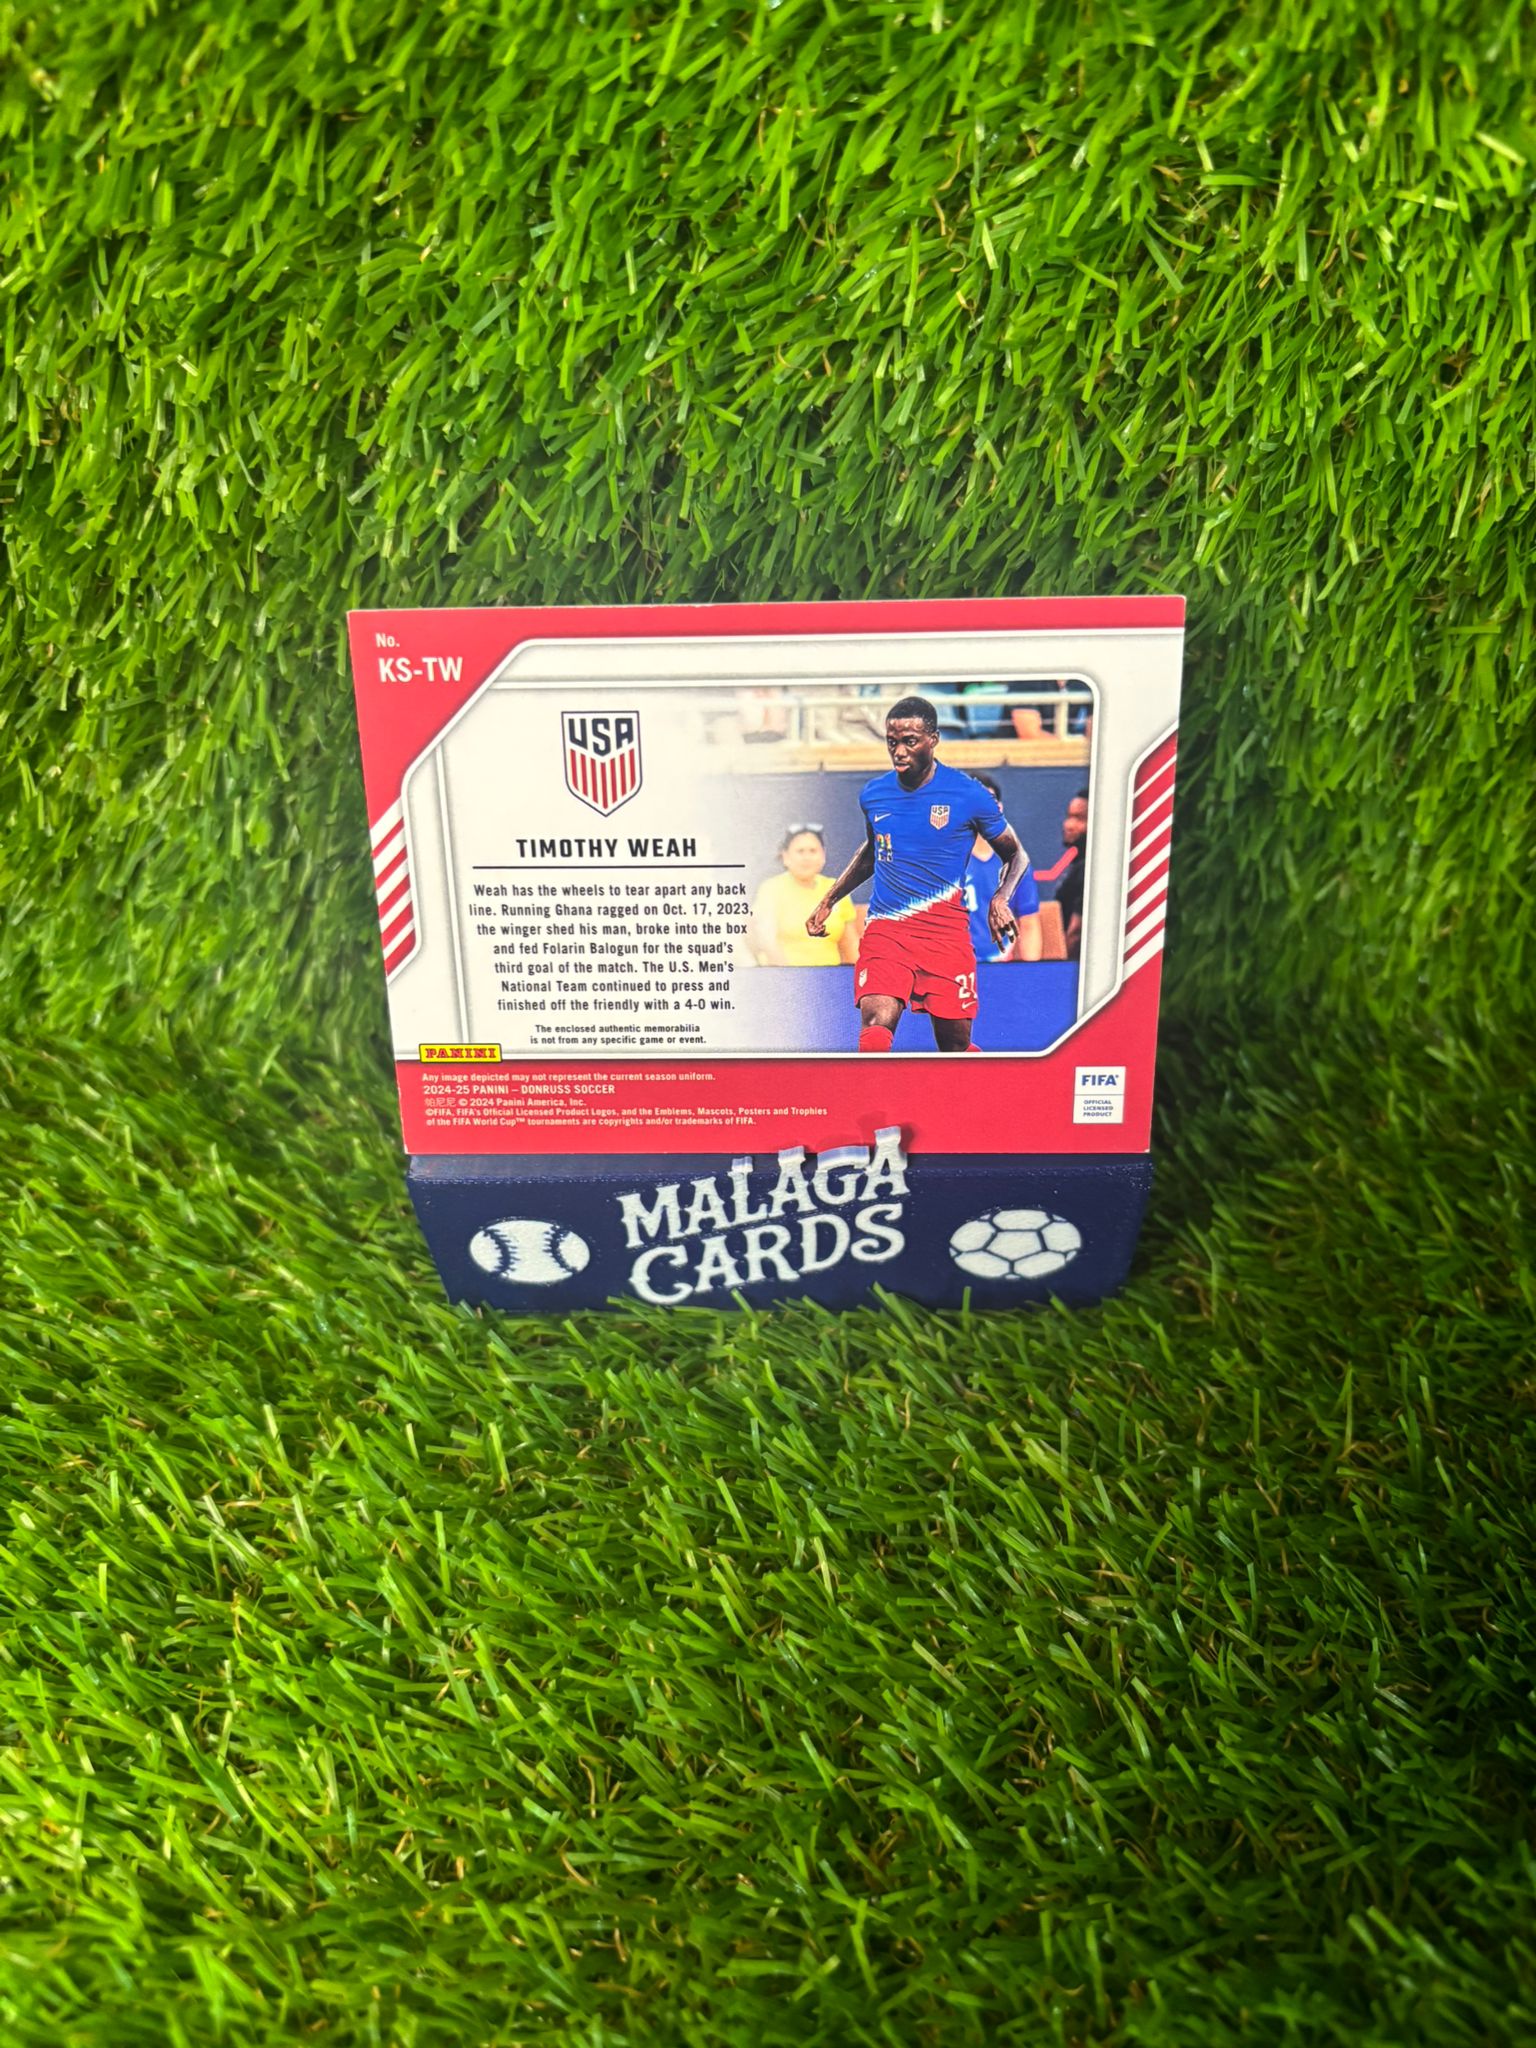 No.
KS-TW
USA
TIMOTHY WEAH
Weah has the wheels to tear apart any back
line. Running Ghana ragged on Oct. 17, 2023,
the winger shed his man, broke into the box
and fed Folarin Balogun for the squad's
third goal of the match. The U.S. Men's
National Team continued to press and
finished off the friendly with a 4-0 win.
The enclosed authentic memorabilia
is not from any specific game or event.
USA
21
21
PANINI
Any image depicted may not represent the current season uniform.
2024-25 PANINI – DONRUSS SOCCER
帕尼尼 © 2024 Panini America, Inc.
©FIFA, FIFA's Official Licensed Product Logos, and the Emblems, Mascots, Posters and Trophies
of the FIFA World Cup™ tournaments are copyrights and/or trademarks of FIFA.
FIFA®
OFFICIAL
LICENSED
PRODUCT
MALAGA
CARDS